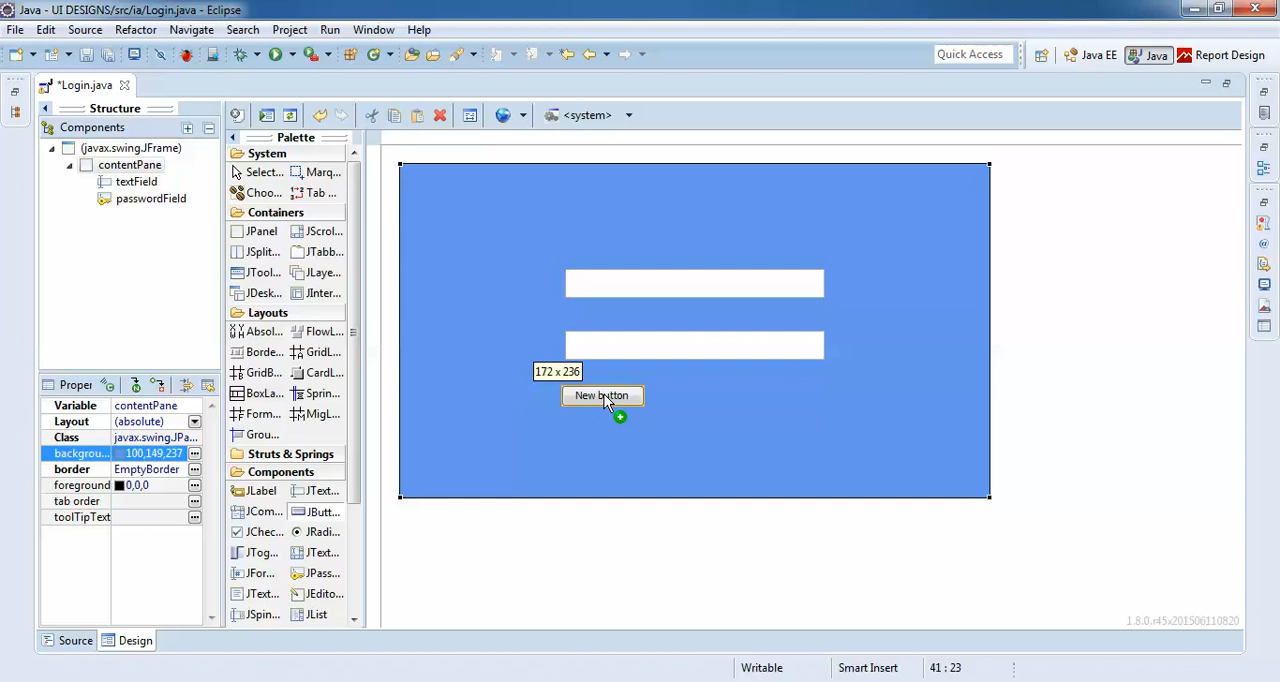 Java - UI DESIGNS/src/ia/Login.java - Eclipse
File Edit Source Refactor Navigate Search Project Run Window Help
Quick Access Java EE Java Report Design
*Login.java
Structure
Components
(javax.swing.JFrame)
contentPane
textField
passwordField
Proper
Variable contentPane
Layout (absolute)
Class javax.swing.JPa...
backgrou... 100,149,237
border EmptyBorder
foreground 0,0,0
tab order
toolTipText
Palette
System
Select... Marq...
Choo... Tab ...
Containers
JPanel JScrol...
JSplit... JTabb...
JTool... JLaye...
JDesk... JInter...
Layouts
Absol... FlowL...
Borde... GridL...
GridB... CardL...
BoxLa... Sprin...
Form... MigL...
Grou...
Struts & Springs
Components
JLabel JText...
JCom... JButt...
JChec... JRadi...
JTog... JText...
JFor... JPass...
JText... JEdito...
JSpin... JList
<system>
172 x 236
New button
1.8.0.r45x201506110820
Source Design
Writable Smart Insert 41 : 23